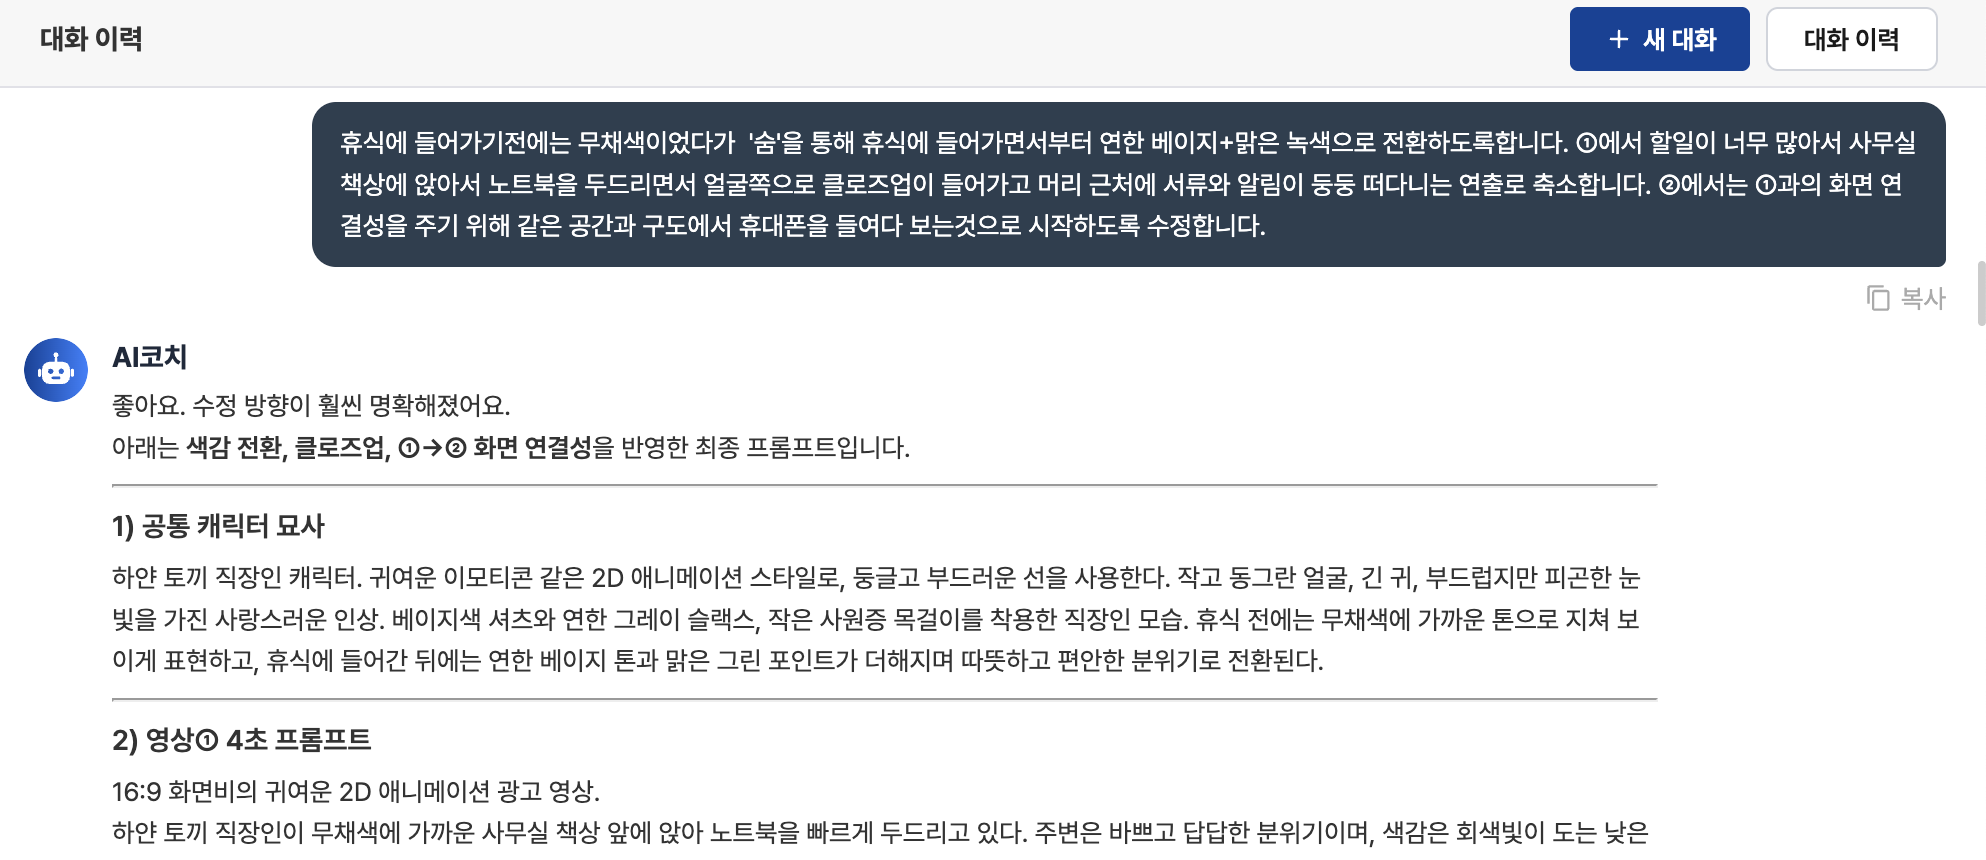 대화 이력
+ 새 대화
대화 이력
휴식에 들어가기전에는 무채색이었다가  '숨'을 통해 휴식에 들어가면서부터 연한 베이지+맑은 녹색으로 전환하도록합니다. ①에서 할일이 너무 많아서 사무실
책상에 앉아서 노트북을 두드리면서 얼굴쪽으로 클로즈업이 들어가고 머리 근처에 서류와 알림이 둥둥 떠다니는 연출로 축소합니다. ②에서는 ①과의 화면 연
결성을 주기 위해 같은 공간과 구도에서 휴대폰을 들여다 보는것으로 시작하도록 수정합니다.
복사
AI코치
좋아요. 수정 방향이 훨씬 명확해졌어요.
아래는 색감 전환, 클로즈업, ①→② 화면 연결성을 반영한 최종 프롬프트입니다.
1) 공통 캐릭터 묘사
하얀 토끼 직장인 캐릭터. 귀여운 이모티콘 같은 2D 애니메이션 스타일로, 둥글고 부드러운 선을 사용한다. 작고 동그란 얼굴, 긴 귀, 부드럽지만 피곤한 눈
빛을 가진 사랑스러운 인상. 베이지색 셔츠와 연한 그레이 슬랙스, 작은 사원증 목걸이를 착용한 직장인 모습. 휴식 전에는 무채색에 가까운 톤으로 지쳐 보
이게 표현하고, 휴식에 들어간 뒤에는 연한 베이지 톤과 맑은 그린 포인트가 더해지며 따뜻하고 편안한 분위기로 전환된다.
2) 영상① 4초 프롬프트
16:9 화면비의 귀여운 2D 애니메이션 광고 영상.
하얀 토끼 직장인이 무채색에 가까운 사무실 책상 앞에 앉아 노트북을 빠르게 두드리고 있다. 주변은 바쁘고 답답한 분위기이며, 색감은 회색빛이 도는 낮은